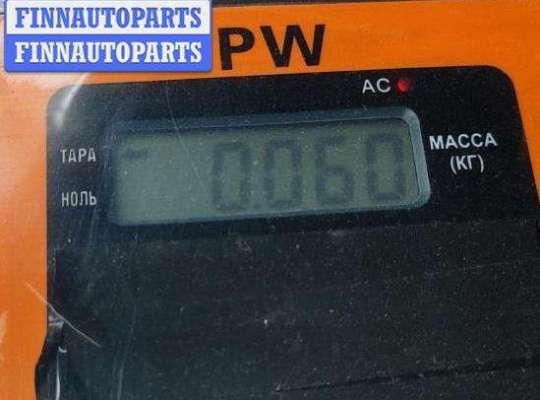 FINNAUTOPARTS
FINNAUTOPARTS
PW
AC
ТАРА
0.060
МАССА
(КГ)
НОЛЬ